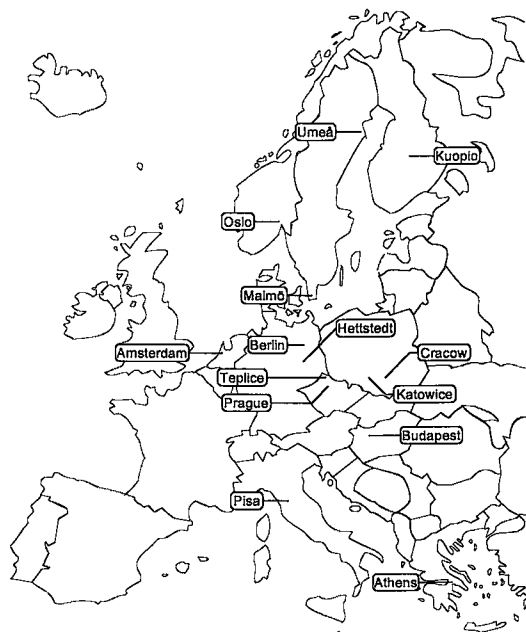 Umeå
Kuopio
Oslo
Malmö
Hettstedt
Berlin
Amsterdam
Cracow
Teplice
Katowice
Prague
Budapest
Pisa
Athens